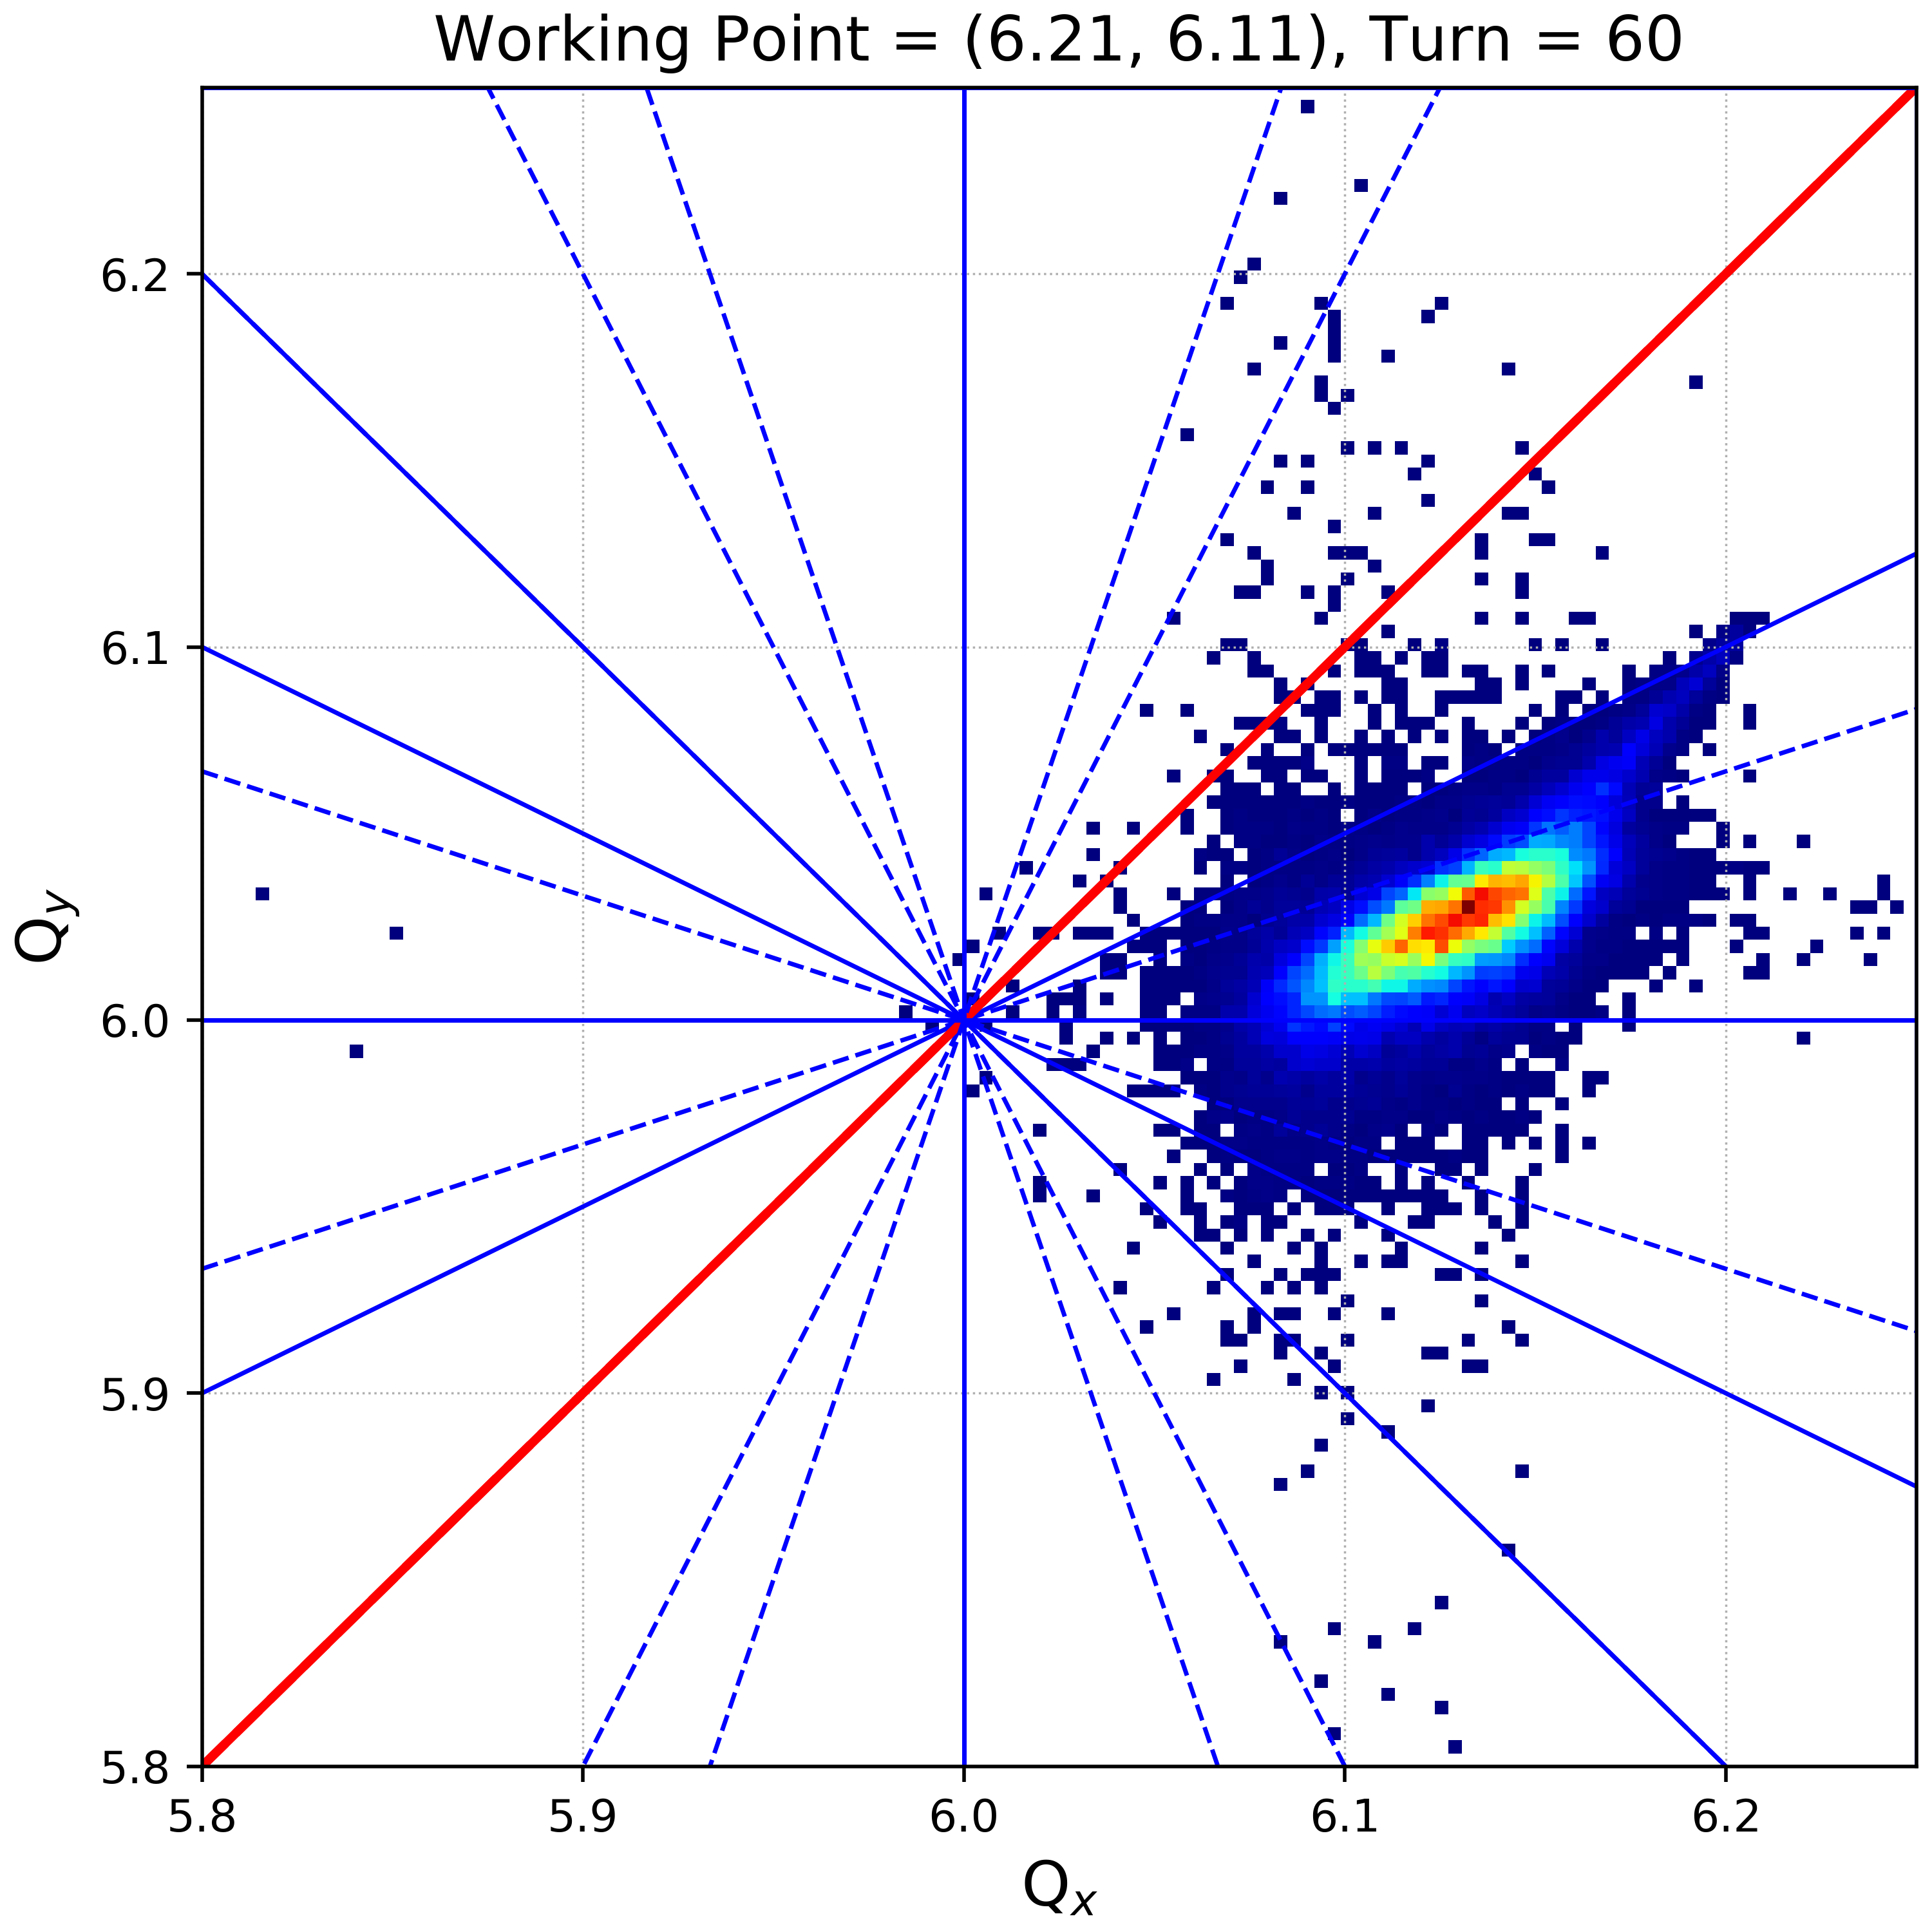 Working Point = (6.21, 6.11), Turn = 60
6.2
6.1
6.0
5.9
5.8
Qy
5.8 5.9 6.0 6.1 6.2
Qx